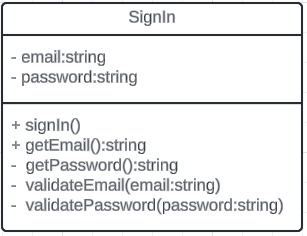 SignIn
- email:string
- password:string
+ signIn()
+ getEmail():string
- getPassword():string
- validateEmail(email:string)
- validatePassword(password:string)